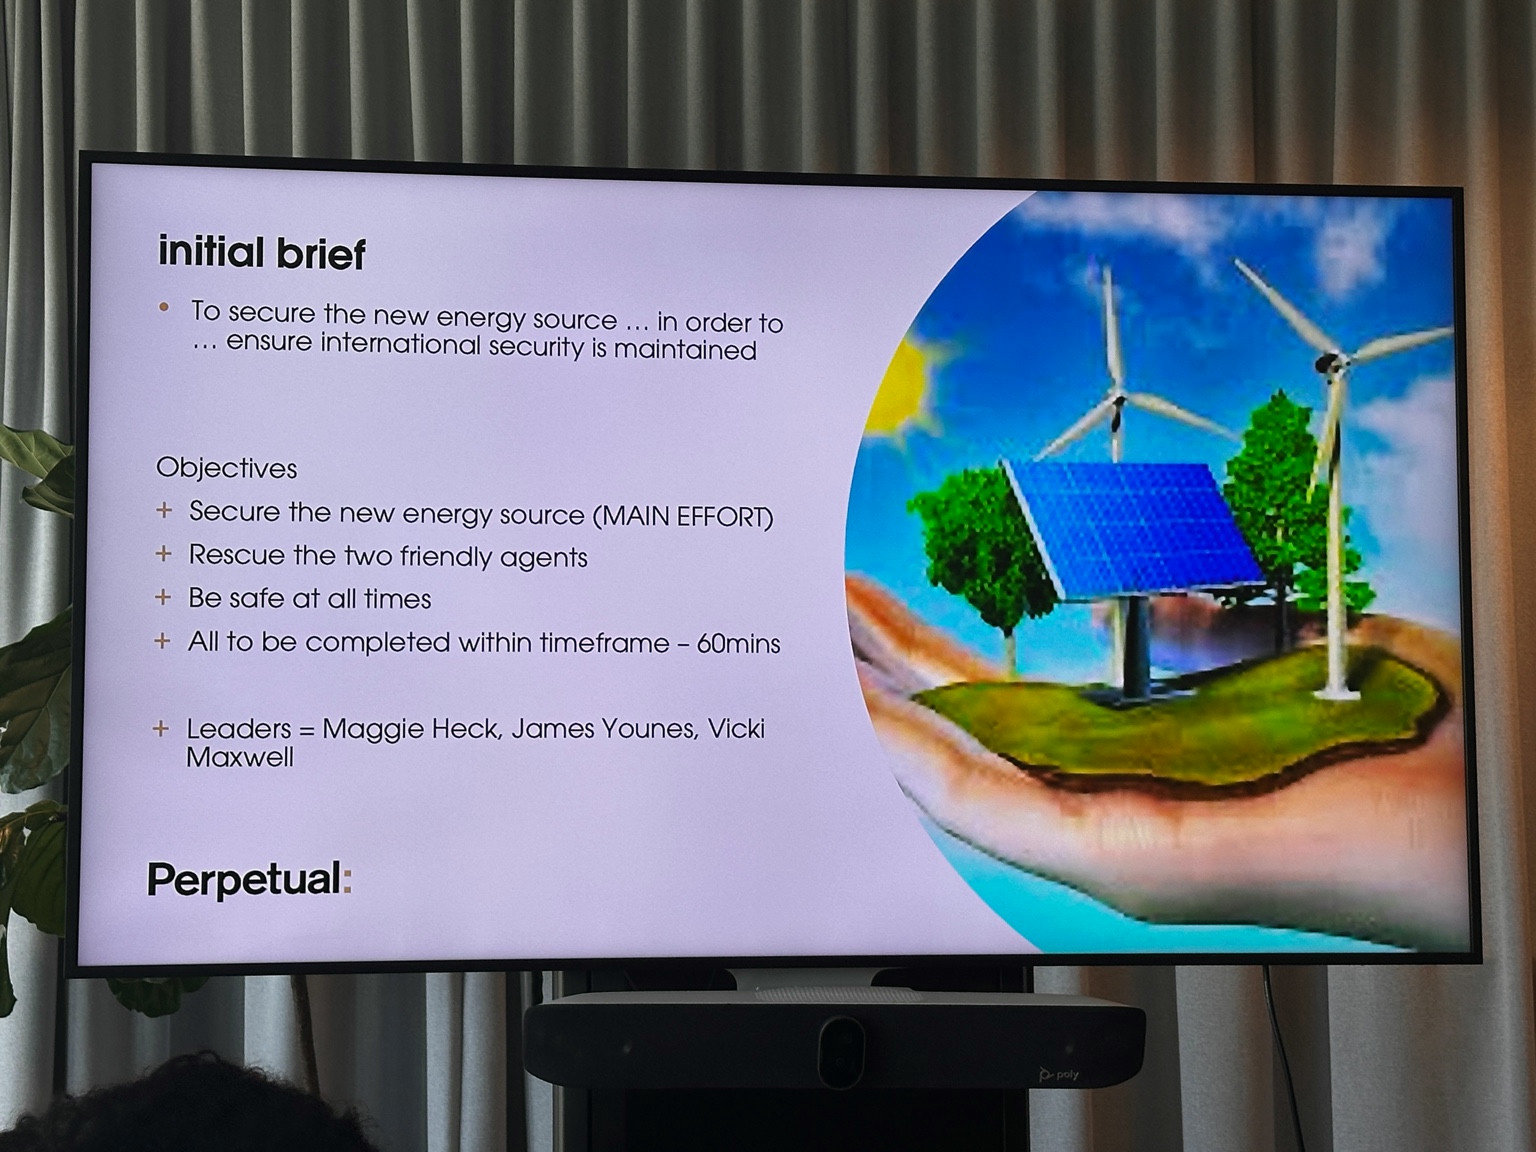 initial brief
• To secure the new energy source ... in order to
... ensure international security is maintained
Objectives
+ Secure the new energy source (MAIN EFFORT)
+ Rescue the two friendly agents
+ Be safe at all times
+ All to be completed within timeframe – 60mins
+ Leaders = Maggie Heck, James Younes, Vicki
Maxwell
Perpetual:
poly